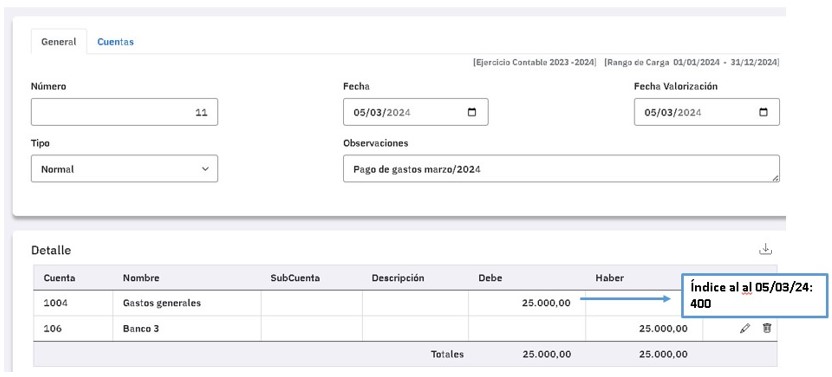 General Cuentas
[Ejercicio Contable 2023 -2024] [Rango de Carga 01/01/2024 - 31/12/2024]
Número Fecha Fecha Valorización
11 05/03/2024 05/03/2024
Tipo Observaciones
Normal Pago de gastos marzo/2024
Detalle
Cuenta Nombre SubCuenta Descripción Debe Haber
1004 Gastos generales 25.000,00
Índice al al 05/03/24:
400
106 Banco 3 25.000,00
Totales 25.000,00 25.000,00